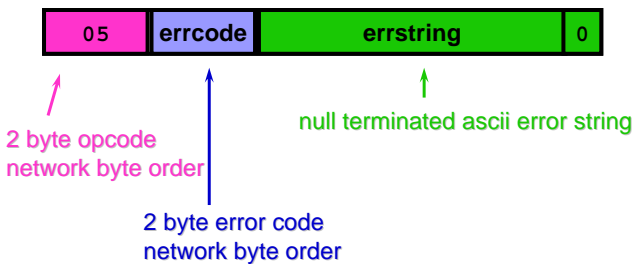 05 errcode errstring 0
null terminated ascii error string
2 byte opcode
network byte order
2 byte error code
network byte order